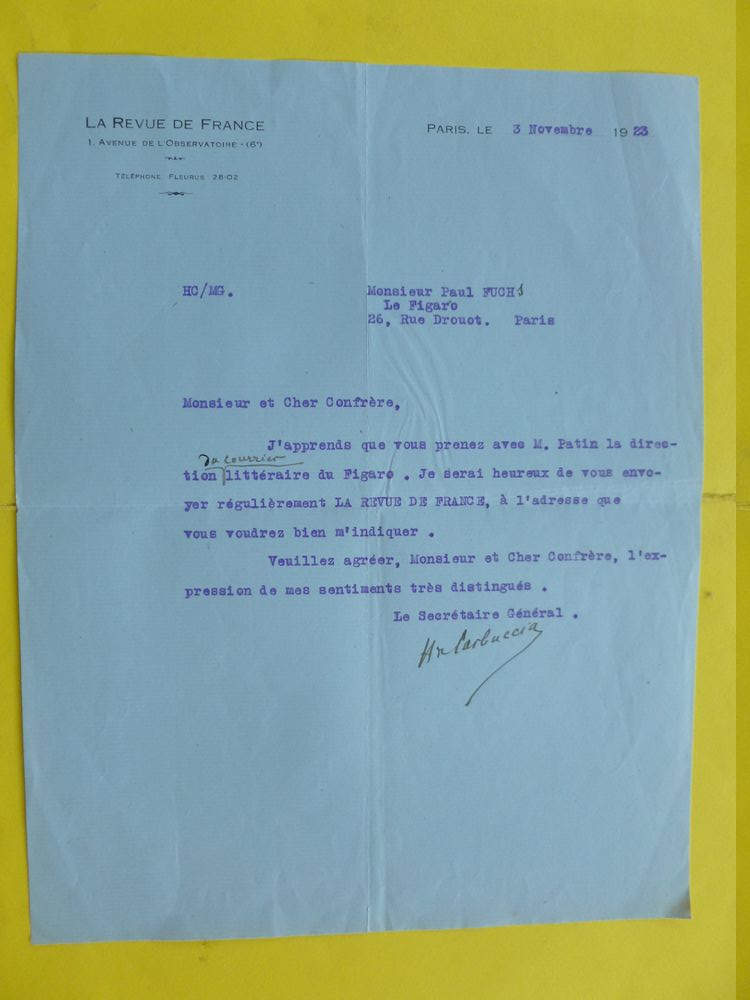 LA REVUE DE FRANCE
1, AVENUE DE L'OBSERVATOIRE - (6ᵉ)
TÉLÉPHONE FLEURUS 28-02
PARIS, LE 3 Novembre 1923
HC/MG.
Monsieur Paul FUCHS
Le Figaro
26, Rue Drouot. Paris
Monsieur et Cher Confrère,
J'apprends que vous prenez avec M. Patin la direc-
du courrier
tion littéraire du Figaro . Je serai heureux de vous envo-
yer régulièrement LA REVUE DE FRANCE, à l'adresse que
vous voudrez bien m'indiquer .
Veuillez agréer, Monsieur et Cher Confrère, l'ex-
pression de mes sentiments très distingués .
Le Secrétaire Général .
Hr Carbuccia